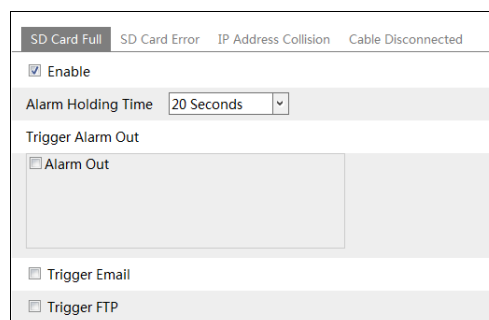 SD Card Full SD Card Error IP Address Collision Cable Disconnected
Enable
Alarm Holding Time 20 Seconds
Trigger Alarm Out
Alarm Out
Trigger Email
Trigger FTP